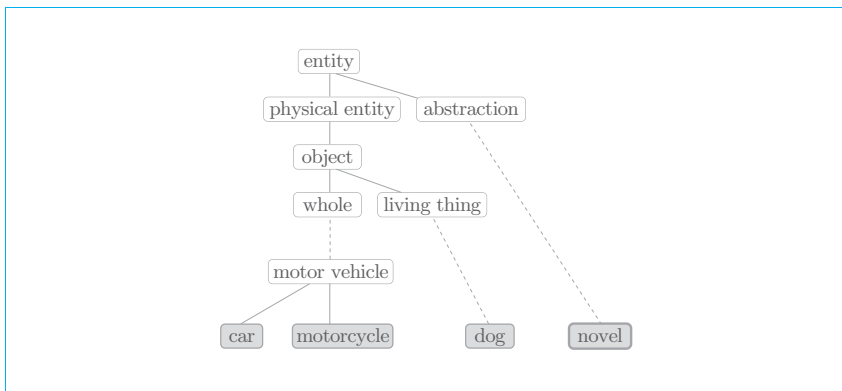 entity
physical entity
abstraction
object
whole
living thing
motor vehicle
car
motorcycle
dog
novel